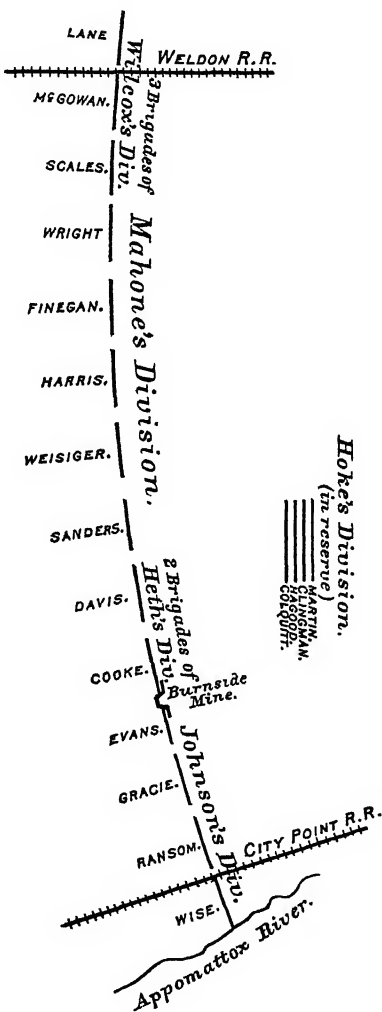 LANE
WELDON R.R.
McGOWAN.
3 Brigades of
Wilcox's Div.
SCALES.
WRIGHT
Mahone's Division.
FINEGAN.
HARRIS.
WEISIGER.
SANDERS.
DAVIS.
2 Brigades of
Heth's Div.
COOKE.
Burnside
Mine.
EVANS.
GRACIE.
Johnson's Div.
RANSOM.
CITY POINT R.R.
WISE.
Appomattox River.
Hoke's Division.
(in reserve)
MARTIN.
CLINGMAN.
HAGOOD.
COLQUITT.